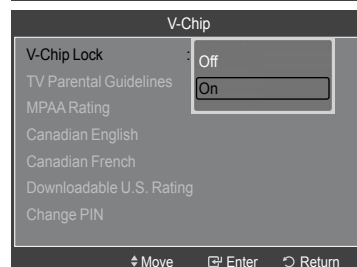 V-Chip
V-Chip Lock : Off
On
TV Parental Guidelines
MPAA Rating
Canadian English
Canadian French
Downloadable U.S. Rating
Change PIN
Move Enter Return